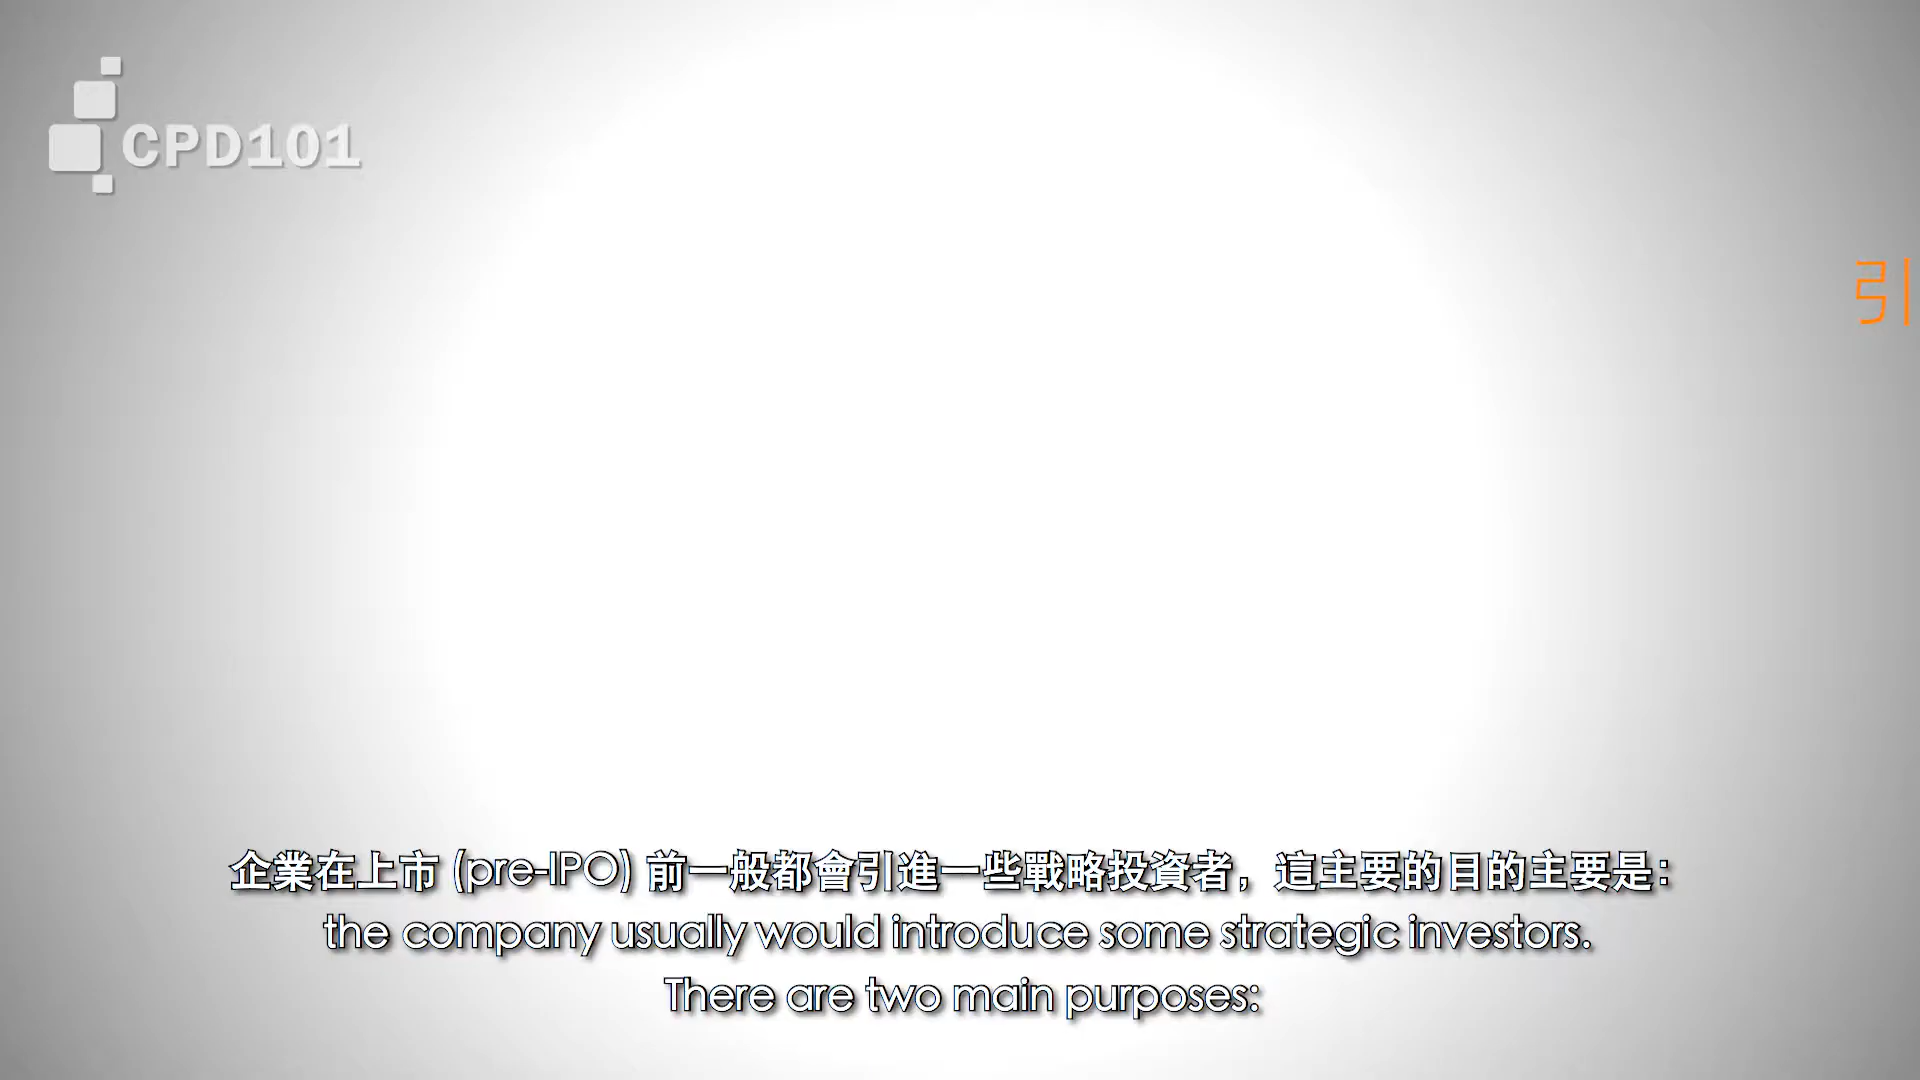 CPD101
引
企業在上市 (pre-IPO) 前一般都會引進一些戰略投資者，這主要的目的主要是：
the company usually would introduce some strategic investors.
There are two main purposes: